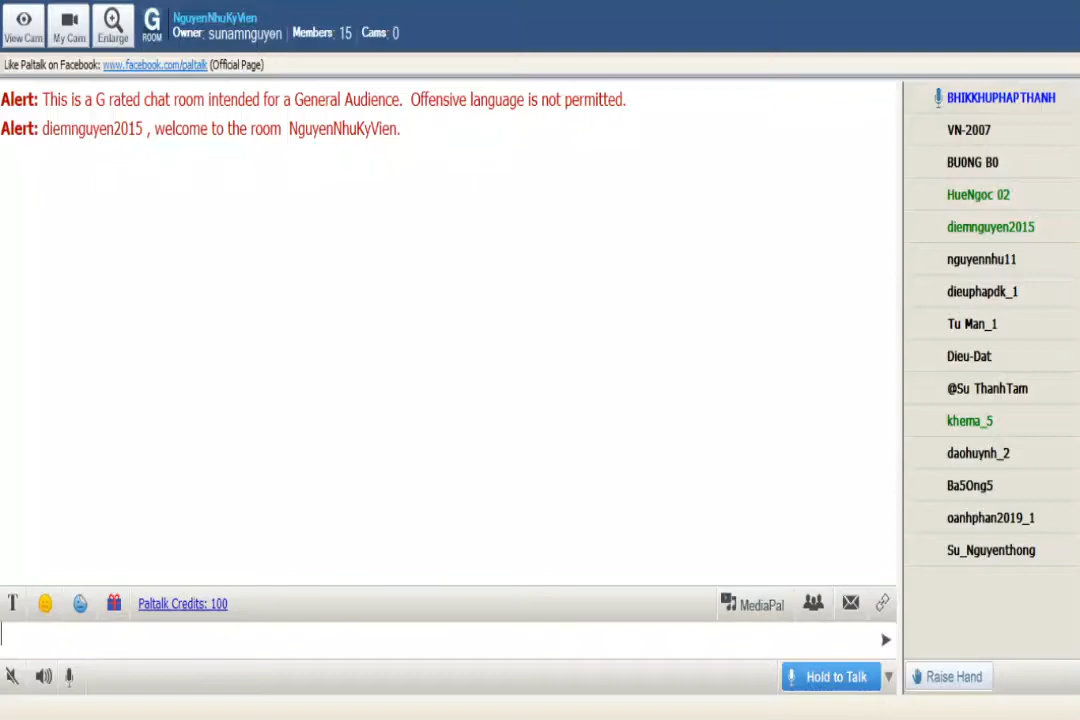 NguyenNhuKyVien
View Cam My Cam Enlarge G ROOM Owner: sunamnguyen Members: 15 Cams: 0
Like Paltalk on Facebook: www.facebook.com/paltalk (Official Page)
Alert: This is a G rated chat room intended for a General Audience. Offensive language is not permitted.
Alert: diemnguyen2015 , welcome to the room NguyenNhuKyVien.
BHIKKHUPHAPTHANH
VN-2007
BU0NG B0
HueNgoc 02
diemnguyen2015
nguyennhu11
dieuphapdk_1
Tu Man_1
Dieu-Dat
@Su ThanhTam
khema_5
daohuynh_2
Ba5Ong5
oanhphan2019_1
Su_Nguyenthong
T Paltalk Credits: 100 MediaPal
Hold to Talk Raise Hand